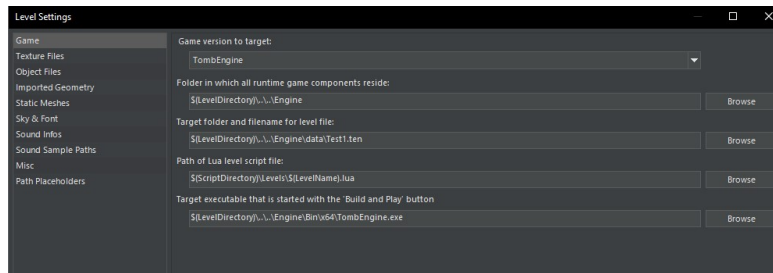 Level Settings
Game
Texture Files
Object Files
Imported Geometry
Static Meshes
Sky & Font
Sound Infos
Sound Sample Paths
Misc
Path Placeholders
Game version to target:
TombEngine
Folder in which all runtime game components reside:
$(LevelDirectory)\..\..\Engine
Browse
Target folder and filename for level file:
$(LevelDirectory)\..\..\Engine\data\Test1.ten
Browse
Path of Lua level script file:
$(ScriptDirectory)\Levels\$(LevelName).lua
Browse
Target executable that is started with the 'Build and Play' button
$(LevelDirectory)\..\..\Engine\Bin\x64\TombEngine.exe
Browse